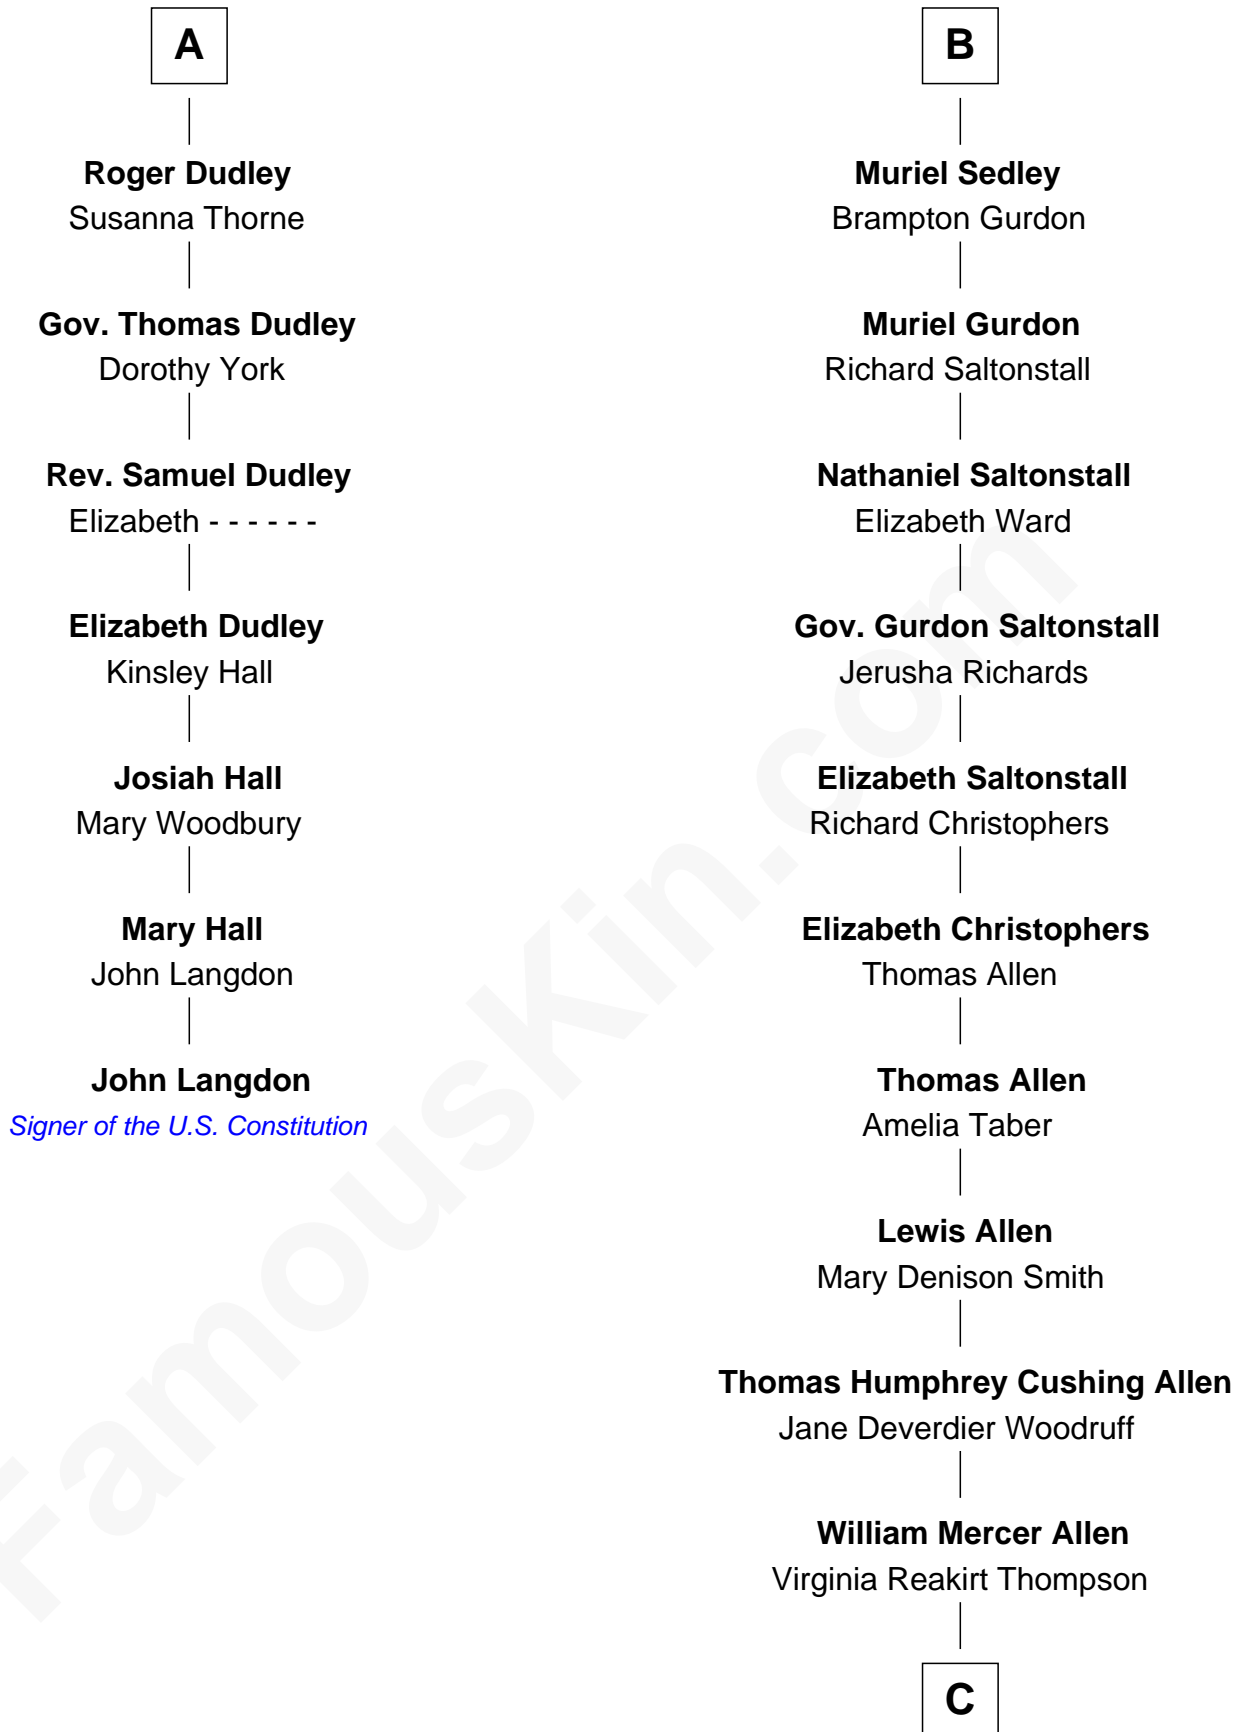 A
Roger Dudley
Susanna Thorne
Gov. Thomas Dudley
Dorothy York
Rev. Samuel Dudley
Elizabeth - - - - - -
Elizabeth Dudley
Kinsley Hall
Josiah Hall
Mary Woodbury
Mary Hall
John Langdon
John Langdon
Signer of the U.S. Constitution
B
Muriel Sedley
Brampton Gurdon
Muriel Gurdon
Richard Saltonstall
Nathaniel Saltonstall
Elizabeth Ward
Gov. Gurdon Saltonstall
Jerusha Richards
Elizabeth Saltonstall
Richard Christophers
Elizabeth Christophers
Thomas Allen
Thomas Allen
Amelia Taber
Lewis Allen
Mary Denison Smith
Thomas Humphrey Cushing Allen
Jane Deverdier Woodruff
William Mercer Allen
Virginia Reakirt Thompson
C
FamousKin.com